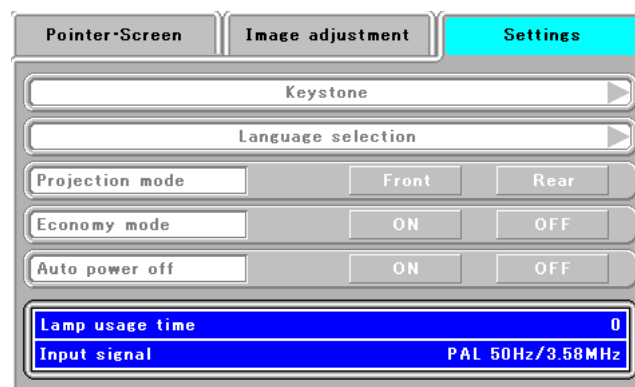 Pointer·Screen Image adjustment Settings
Keystone
Language selection
Projection mode Front Rear
Economy mode ON OFF
Auto power off ON OFF
Lamp usage time 0
Input signal PAL 50Hz/3.58MHz